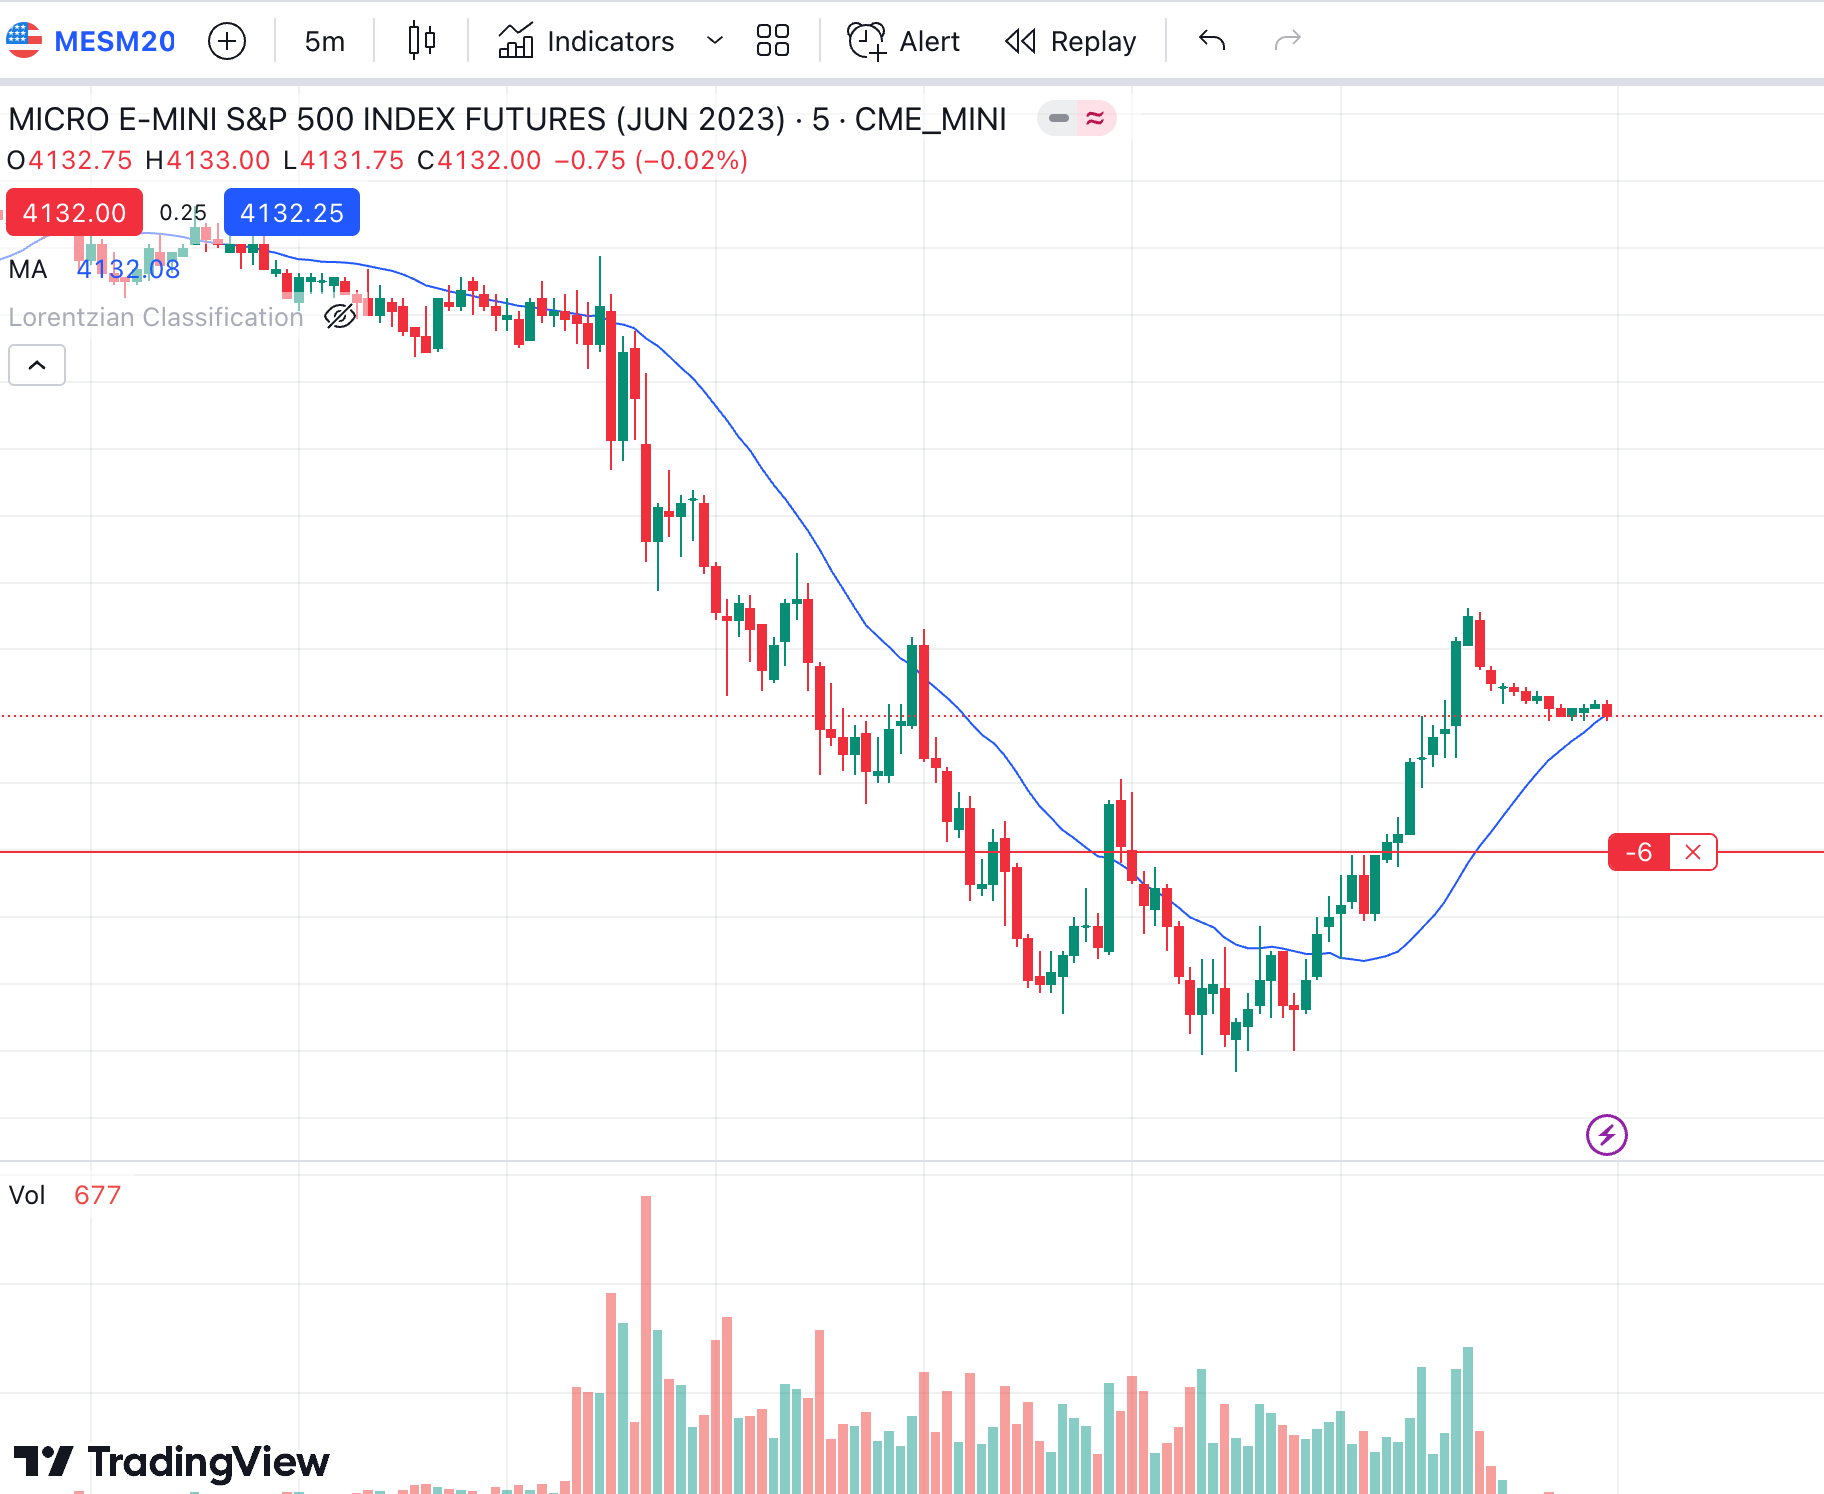 MESM20 5m Indicators Alert Replay
MICRO E-MINI S&P 500 INDEX FUTURES (JUN 2023) · 5 · CME_MINI
O4132.75 H4133.00 L4131.75 C4132.00 −0.75 (−0.02%)
4132.00 0.25 4132.25
MA 4132.08
Lorentzian Classification
-6
Vol 677
TradingView